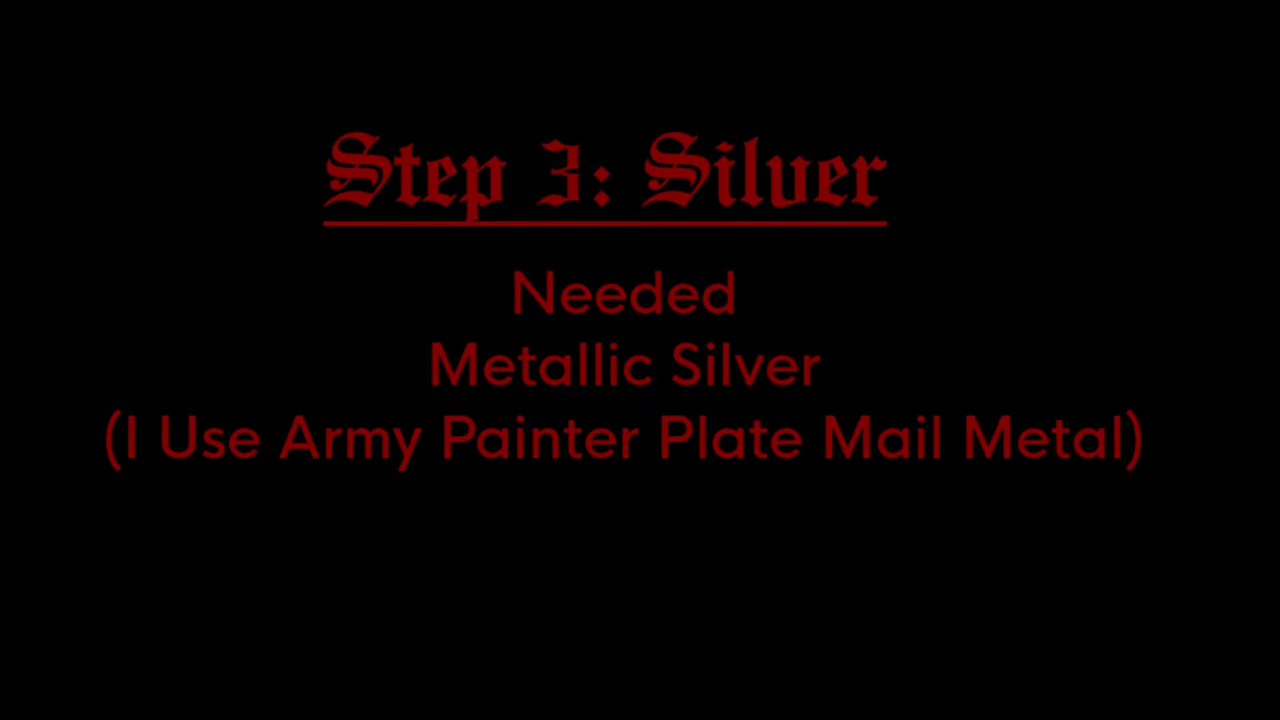 Step 3: Silver
Needed
Metallic Silver
(I Use Army Painter Plate Mail Metal)